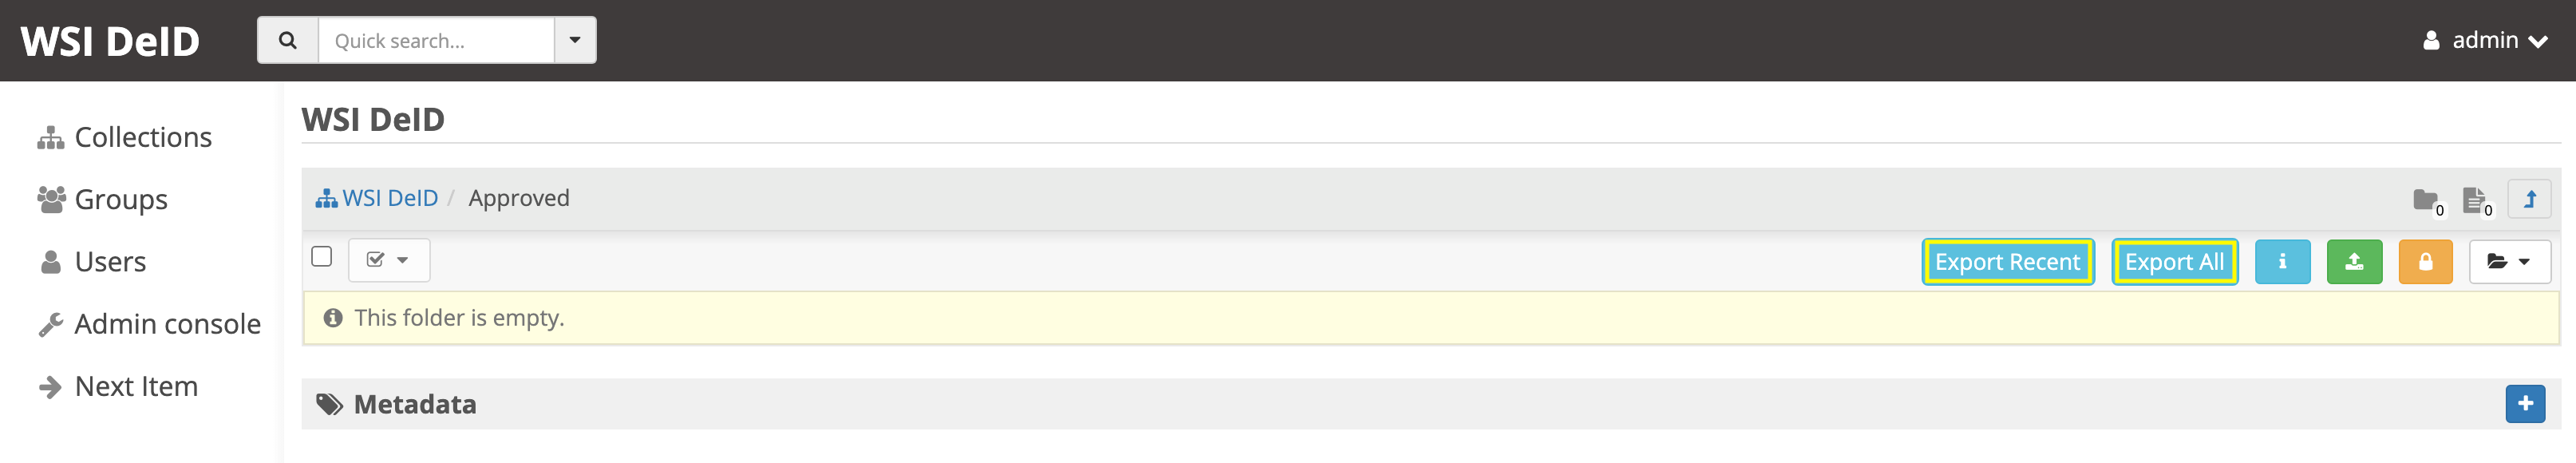 WSI DeID
Quick search...
admin
Collections
Groups
Users
Admin console
Next Item
WSI DeID
WSI DeID / Approved
0
0
Export Recent
Export All
This folder is empty.
Metadata